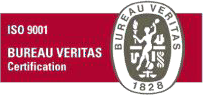 ISO 9001
BUREAU VERITAS
Certification
BUREAU VERITAS
1828